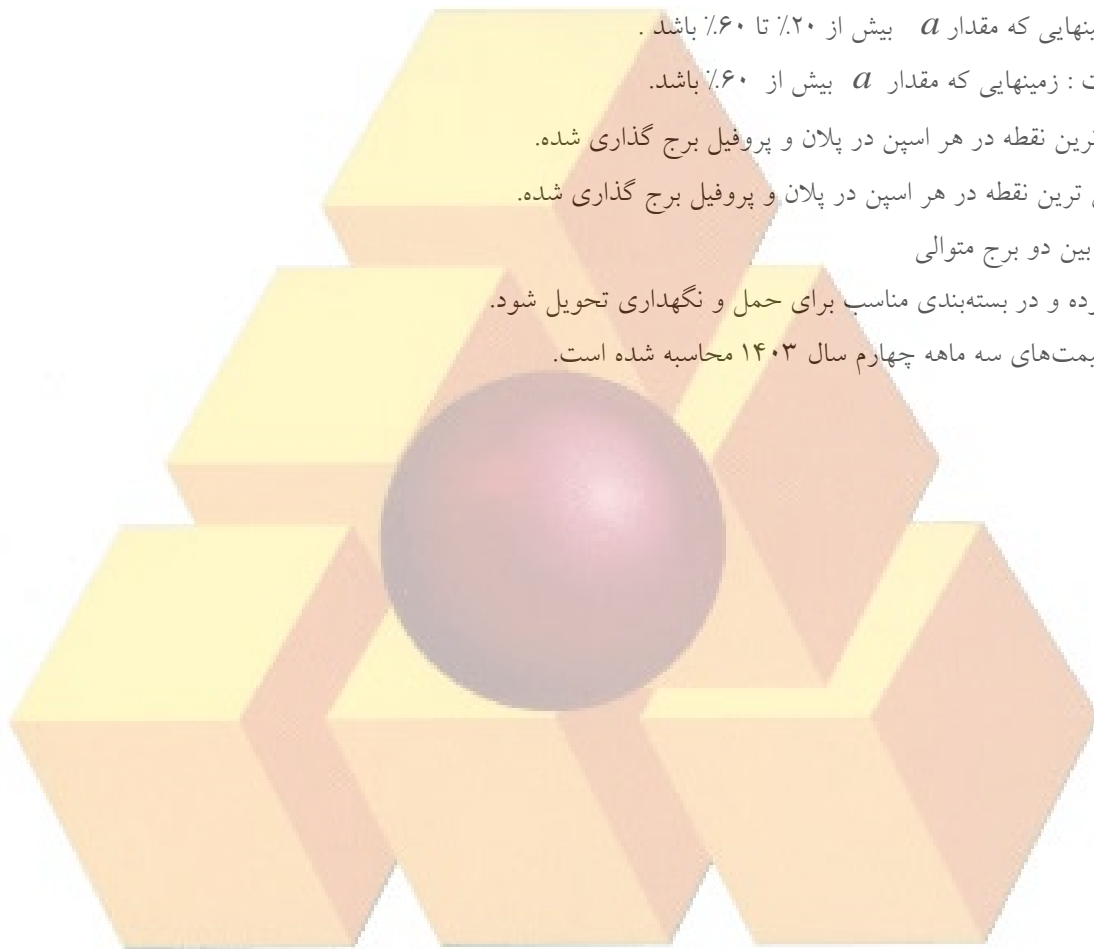 ینهایی که مقدار a بیش از ۲۰٪ تا ۶۰٪ باشد .
ت : زمینهایی که مقدار a بیش از ۶۰٪ باشد.
ترین نقطه در هر اسپن در پلان و پروفیل برج گذاری شده.
ترین نقطه در هر اسپن در پلان و پروفیل برج گذاری شده.
بین دو برج متوالی
رده و در بسته‌بندی مناسب برای حمل و نگهداری تحویل شود.
یمت‌های سه ماهه چهارم سال ۱۴۰۳ محاسبه شده است.